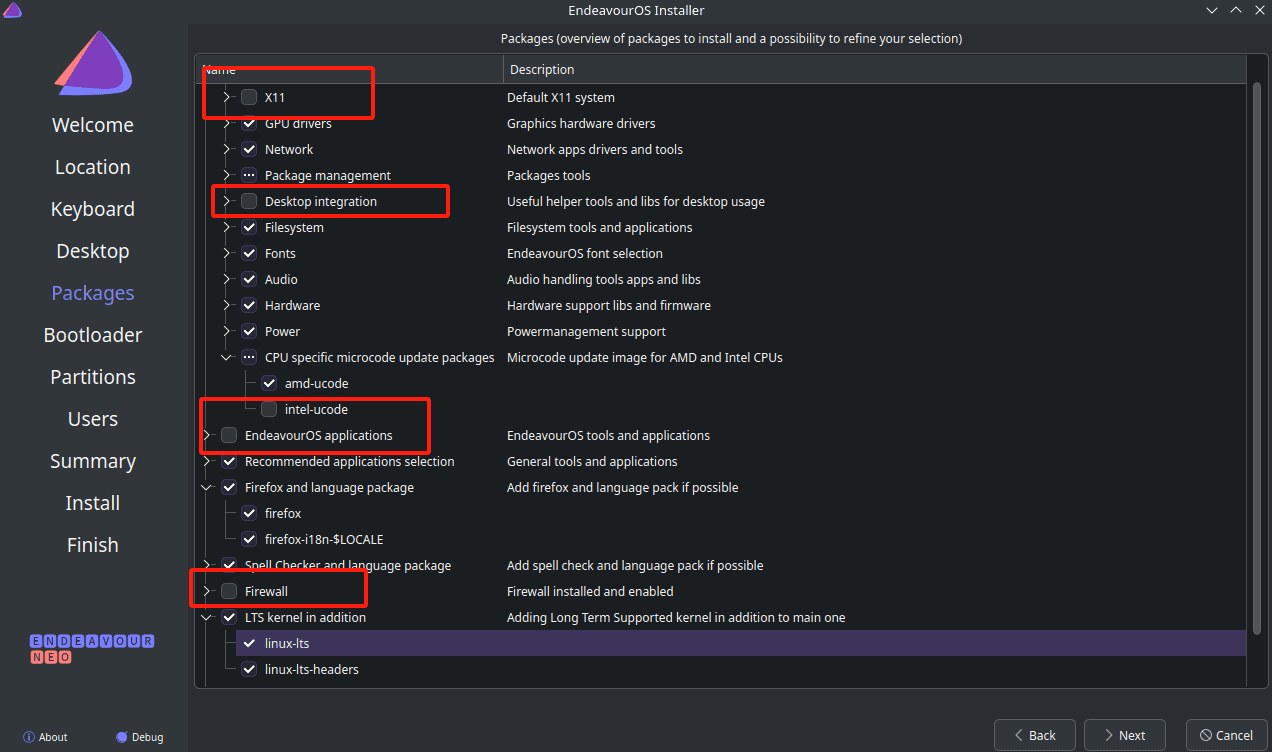 EndeavourOS Installer
Packages (overview of packages to install and a possibility to refine your selection)
Welcome
Location
Keyboard
Desktop
Packages
Bootloader
Partitions
Users
Summary
Install
Finish
ENDEAVOUR
NEO
About
Debug
Name Description
X11 Default X11 system
GPU drivers Graphics hardware drivers
Network Network apps drivers and tools
Package management Packages tools
Desktop integration Useful helper tools and libs for desktop usage
Filesystem Filesystem tools and applications
Fonts EndeavourOS font selection
Audio Audio handling tools apps and libs
Hardware Hardware support libs and firmware
Power Powermanagement support
CPU specific microcode update packages Microcode update image for AMD and Intel CPUs
amd-ucode
intel-ucode
EndeavourOS applications EndeavourOS tools and applications
Recommended applications selection General tools and applications
Firefox and language package Add firefox and language pack if possible
firefox
firefox-i18n-$LOCALE
Spell Checker and language package Add spell check and language pack if possible
Firewall Firewall installed and enabled
LTS kernel in addition Adding Long Term Supported kernel in addition to main one
linux-lts
linux-lts-headers
Back Next Cancel